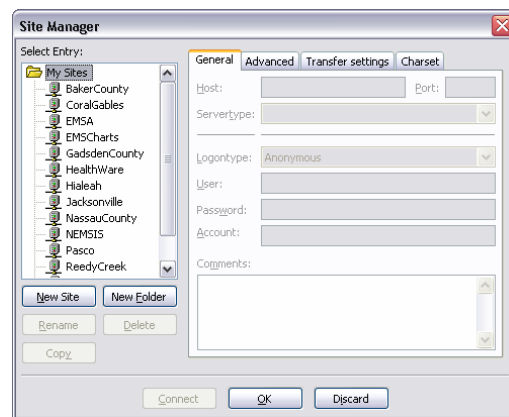 Site Manager
Select Entry:
My Sites
BakerCounty
CoralGables
EMSA
EMSCharts
GadsdenCounty
HealthWare
Hialeah
Jacksonville
NassauCounty
NEMSIS
Pasco
ReedyCreek
New Site
New Folder
Rename
Delete
Copy
General
Advanced
Transfer settings
Charset
Host:
Port:
Servertype:
Logontype:
Anonymous
User:
Password:
Account:
Comments:
Connect
OK
Discard